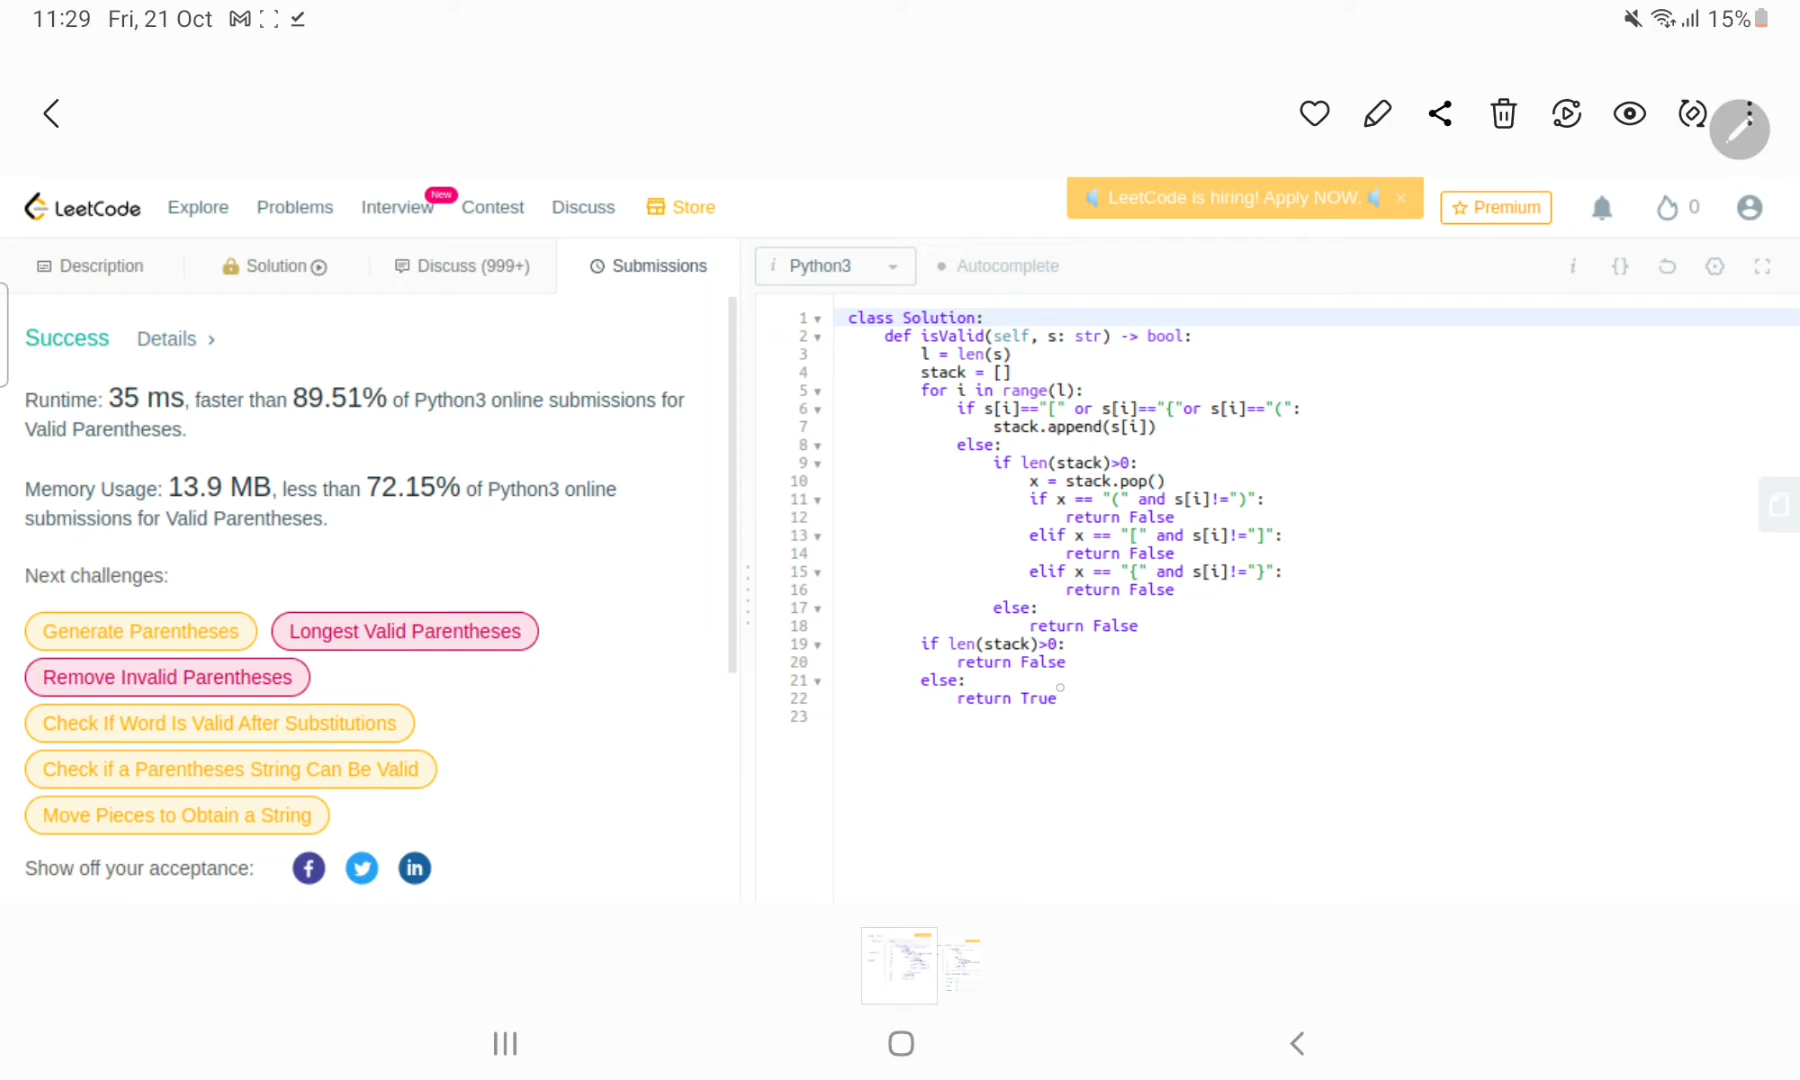 11:29 Fri, 21 Oct
15%
LeetCode Explore Problems Interview New Contest Discuss Store
LeetCode is hiring! Apply NOW. ×
Premium 0
Description Solution Discuss (999+) Submissions
i Python3 Autocomplete i {}
Success Details >
Runtime: 35 ms, faster than 89.51% of Python3 online submissions for
Valid Parentheses.
Memory Usage: 13.9 MB, less than 72.15% of Python3 online
submissions for Valid Parentheses.
Next challenges:
Generate Parentheses Longest Valid Parentheses
Remove Invalid Parentheses
Check If Word Is Valid After Substitutions
Check if a Parentheses String Can Be Valid
Move Pieces to Obtain a String
Show off your acceptance: f in
1 class Solution:
2     def isValid(self, s: str) -> bool:
3         l = len(s)
4         stack = []
5         for i in range(l):
6             if s[i]=="[" or s[i]=="{"or s[i]=="(":
7                 stack.append(s[i])
8             else:
9                 if len(stack)>0:
10                     x = stack.pop()
11                     if x == "(" and s[i]!=")":
12                         return False
13                     elif x == "[" and s[i]!="]":
14                         return False
15                     elif x == "{" and s[i]!="}":
16                         return False
17                 else:
18                     return False
19         if len(stack)>0:
20             return False
21         else:
22             return True
23